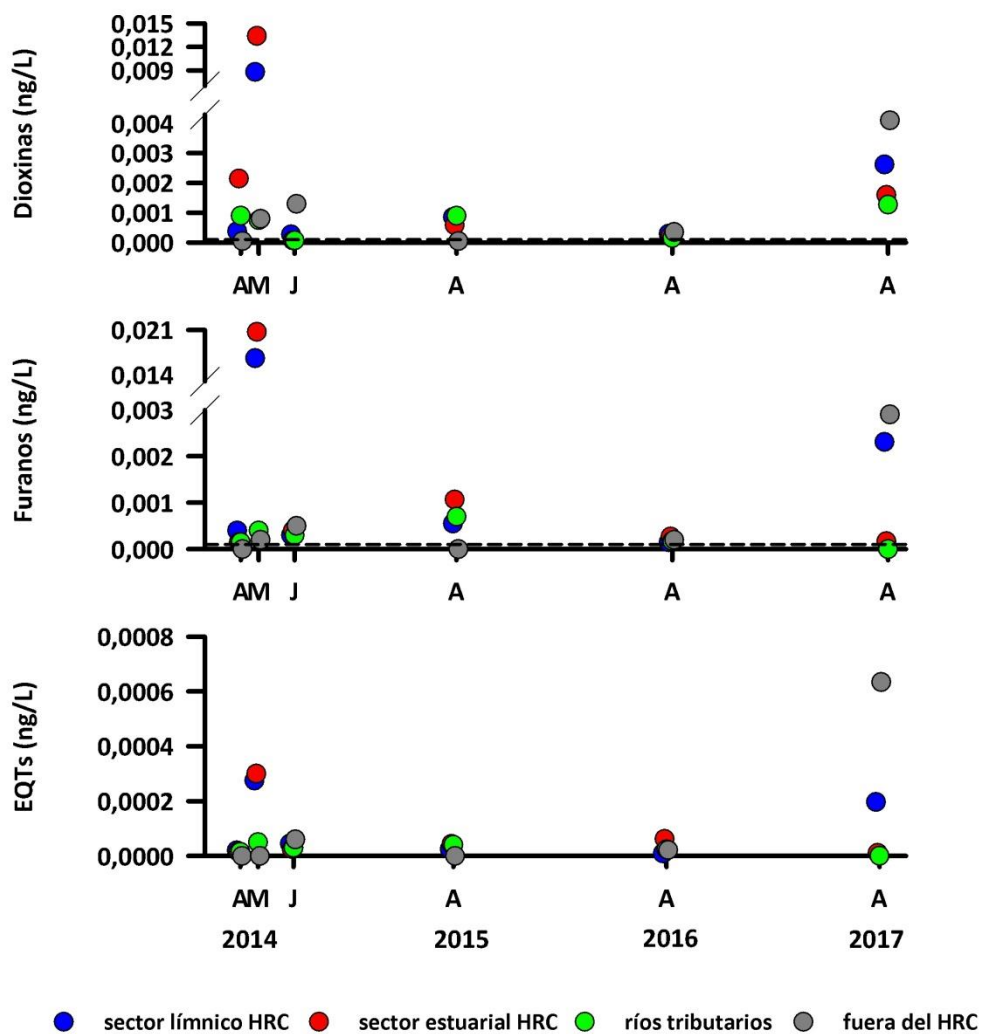 Dioxinas (ng/L)
0,015
0,012
0,009
0,004
0,003
0,002
0,001
0,000
A M J A A A
Furanos (ng/L)
0,021
0,014
0,003
0,002
0,001
0,000
A M J A A A
EQTs (ng/L)
0,0008
0,0006
0,0004
0,0002
0,0000
A M J A A A
2014 2015 2016 2017
sector límnico HRC sector estuarial HRC ríos tributarios fuera del HRC